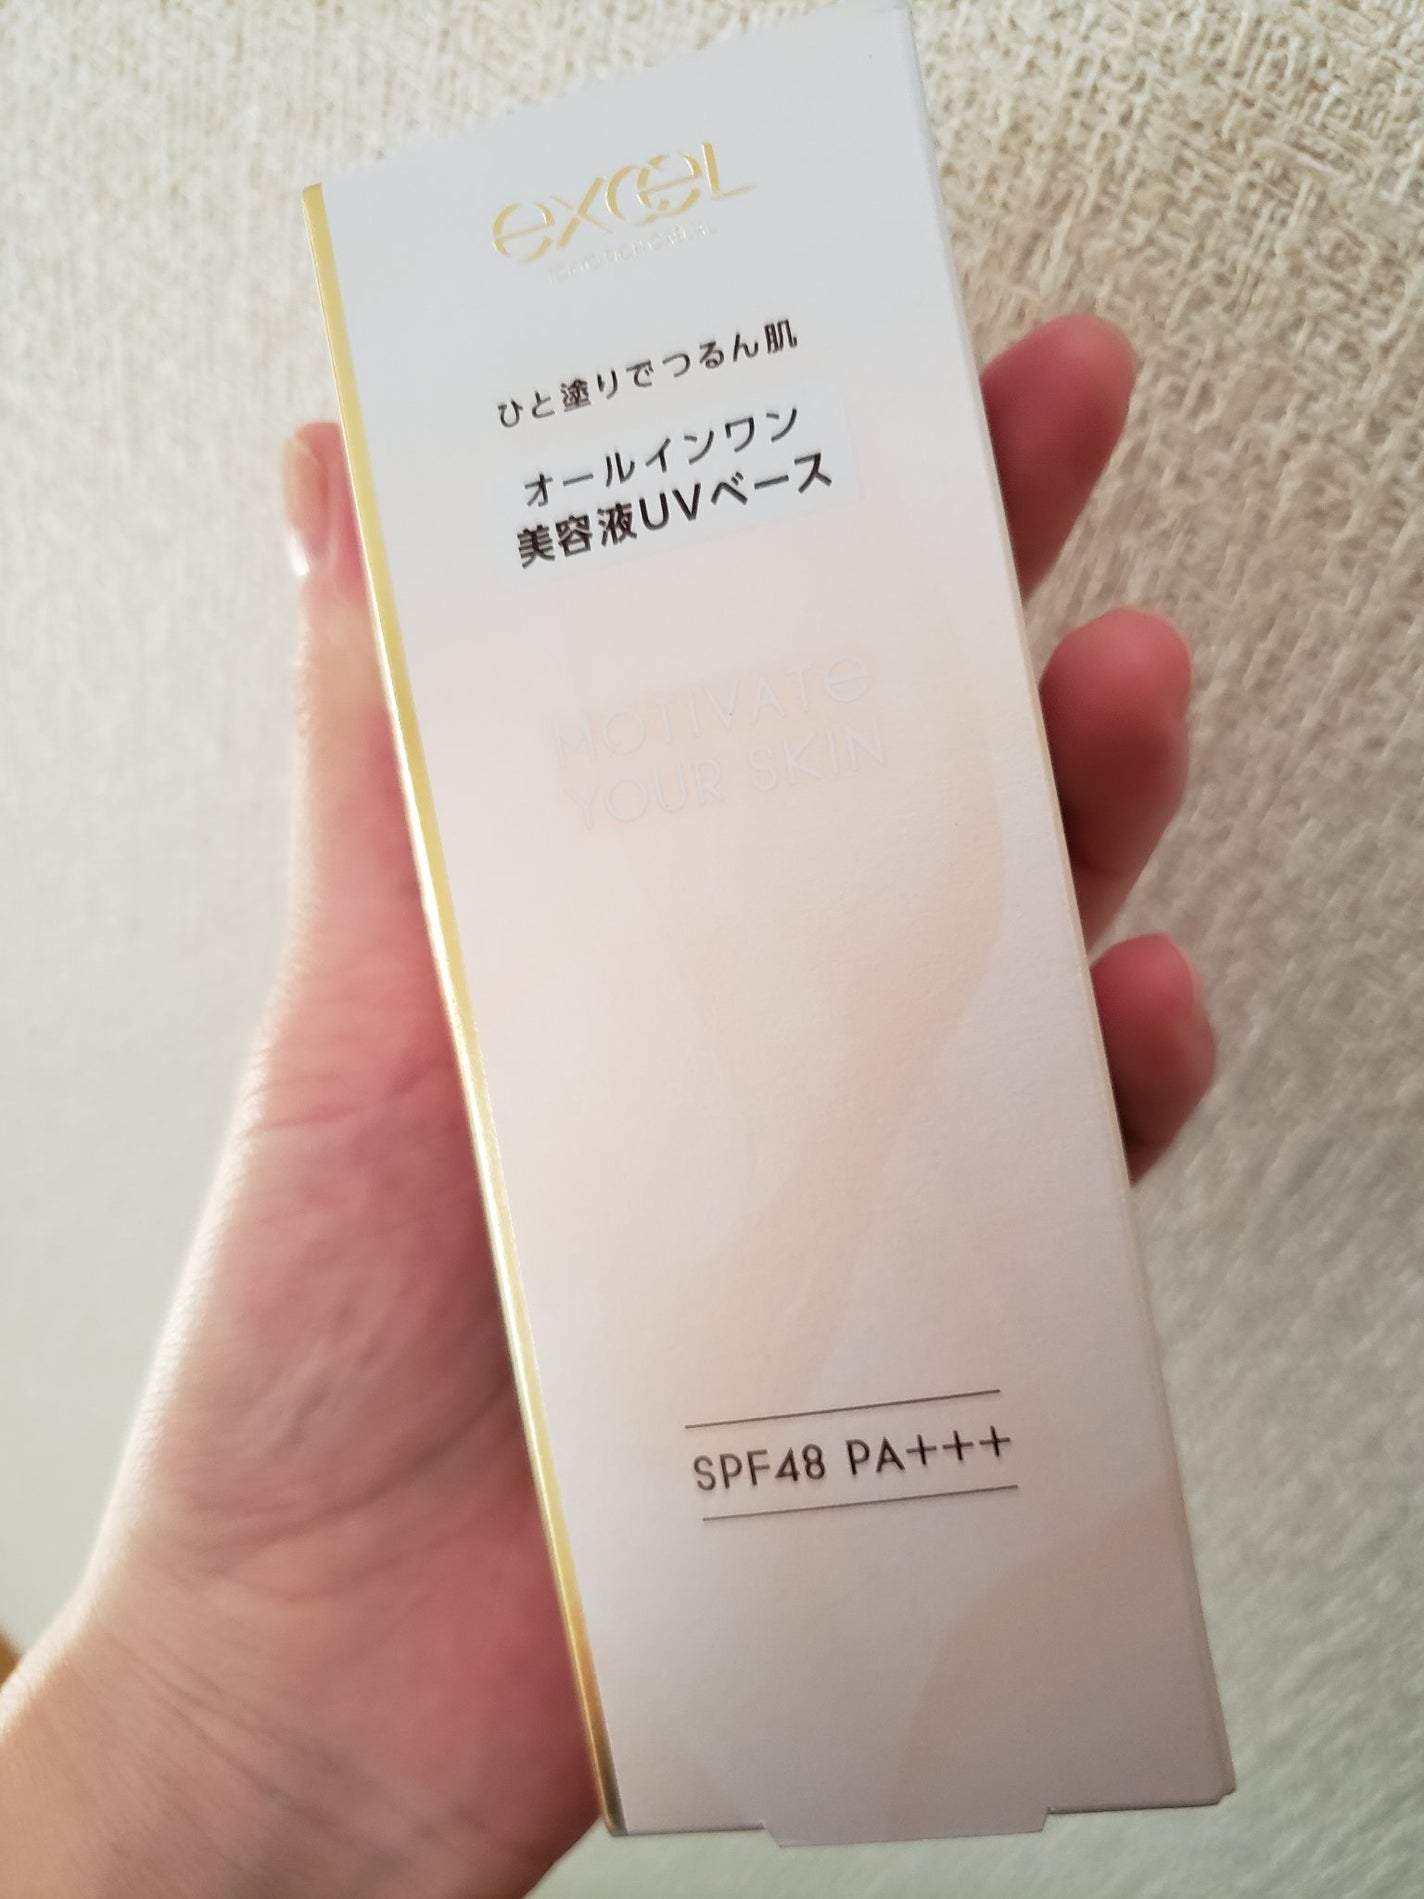 excel
ひと塗りでつるん肌
オールインワン
美容液UVベース
MOTIVATe
YOUR SKIN
SPF48 PA+++